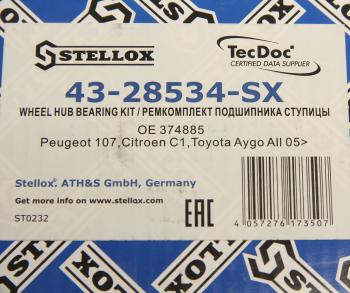 STELLOX
TecDoc
CERTIFIED DATA SUPPLIER
43-28534-SX
WHEEL HUB BEARING KIT / РЕМКОМПЛЕКТ ПОДШИПНИКА СТУПИЦЫ
OE 374885
Peugeot 107,Citroen C1,Toyota Aygo All 05>
Stellox. ATH&S GmbH, Germany
Get more info on www.stellox.com
ST0232
EAC
4 057276 173507
STELLOX